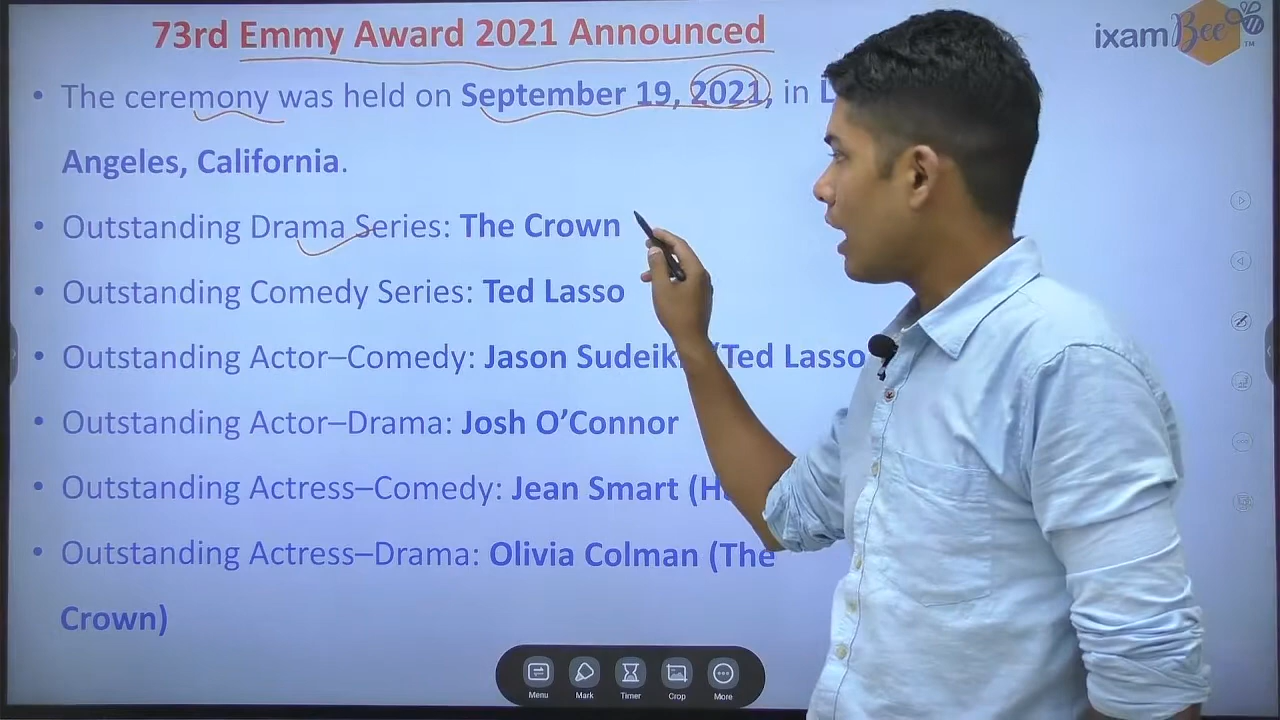 73rd Emmy Award 2021 Announced
ixamBee TM
• The ceremony was held on September 19, 2021, in
Angeles, California.
• Outstanding Drama Series: The Crown
• Outstanding Comedy Series: Ted Lasso
• Outstanding Actor–Comedy: Jason (Ted Lasso
• Outstanding Actor–Drama: Josh O’Connor
• Outstanding Actress–Comedy: Jean Smart
• Outstanding Actress–Drama: Olivia Colman (The
Crown)
Menu Mark Timer Crop More